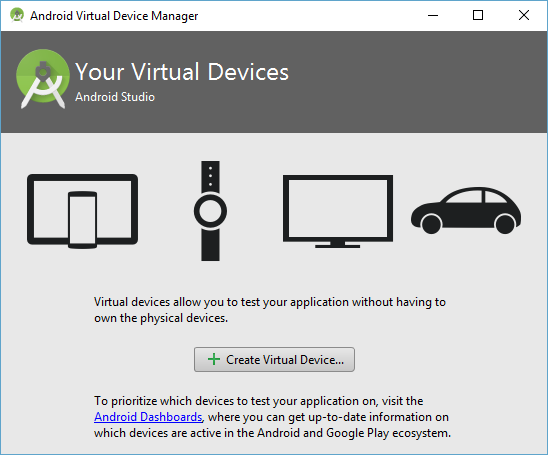 Android Virtual Device Manager
Your Virtual Devices
Android Studio
Virtual devices allow you to test your application without having to
own the physical devices.
Create Virtual Device...
To prioritize which devices to test your application on, visit the
Android Dashboards, where you can get up-to-date information on
which devices are active in the Android and Google Play ecosystem.